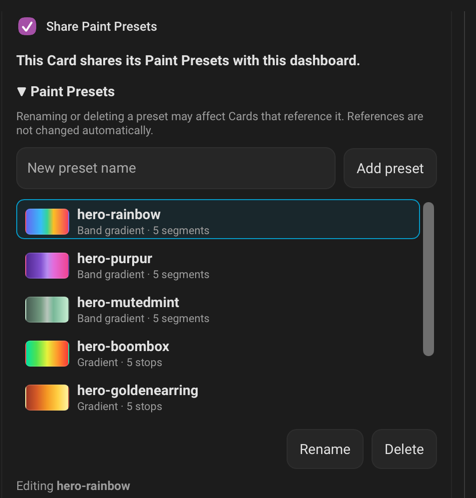 Share Paint Presets
This Card shares its Paint Presets with this dashboard.
▼ Paint Presets
Renaming or deleting a preset may affect Cards that reference it. References are
not changed automatically.
New preset name
Add preset
hero-rainbow
Band gradient · 5 segments
hero-purpur
Band gradient · 5 segments
hero-mutedmint
Band gradient · 5 segments
hero-boombox
Gradient · 5 stops
hero-goldenearring
Gradient · 5 stops
Rename
Delete
Editing hero-rainbow